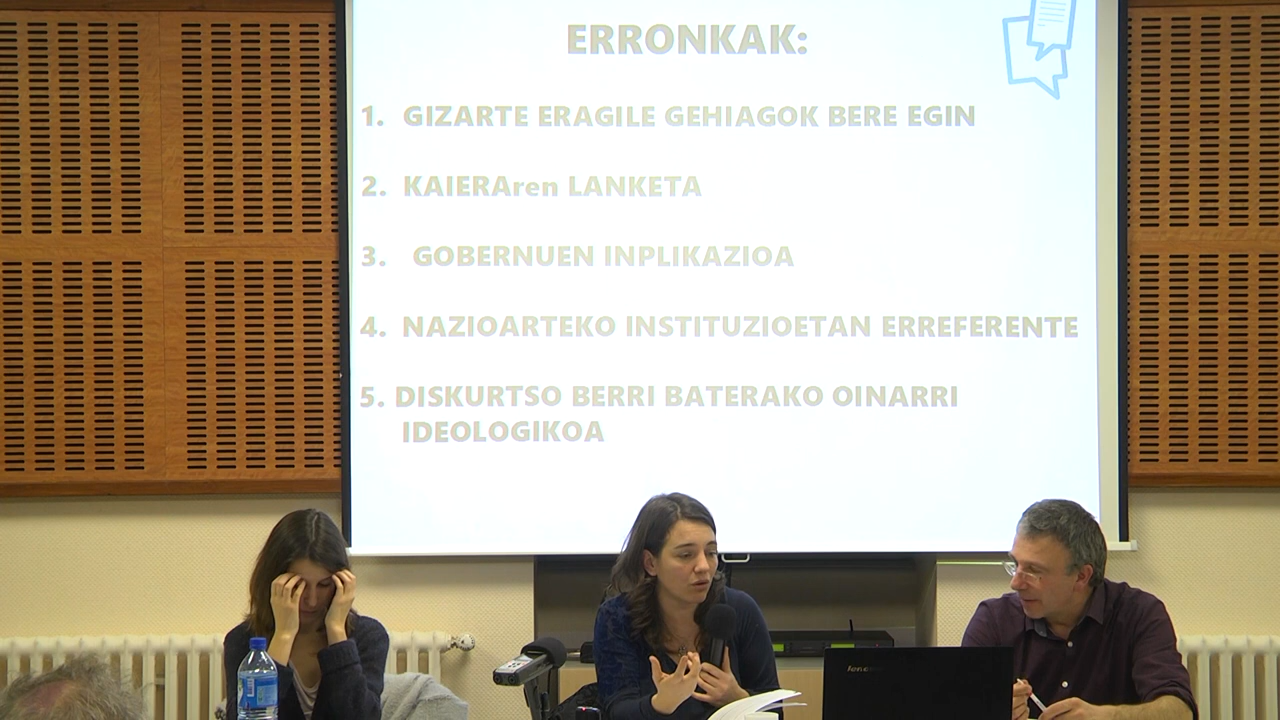 ERRONKAK:
1. GIZARTE ERAGILE GEHIAGOK BERE EGIN
2. KAIERAren LANKETA
3. GOBERNUEN INPLIKAZIOA
4. NAZIOARTEKO INSTITUZIOETAN ERREFERENTE
5. DISKURTSO BERRI BATERAKO OINARRI
IDEOLOGIKOA